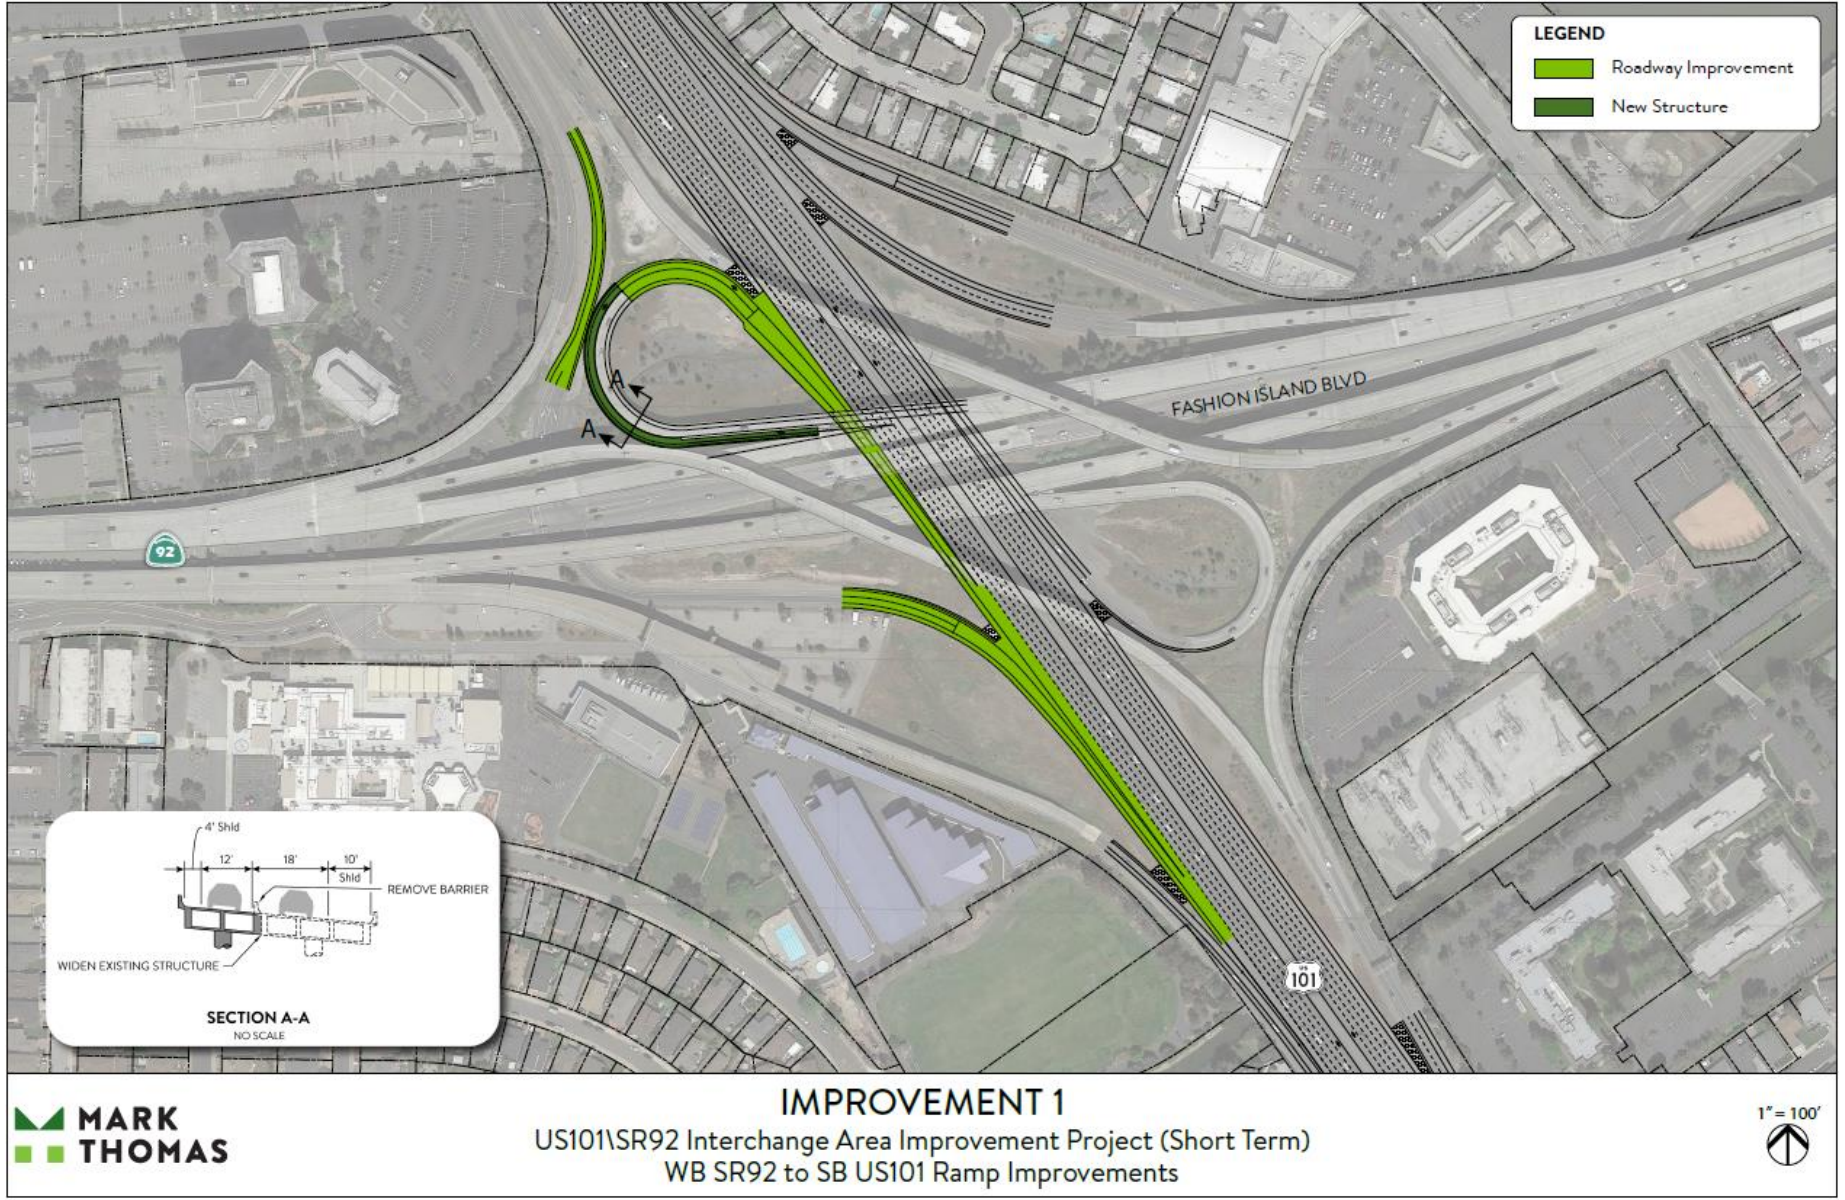 LEGEND
Roadway Improvement
New Structure
FASHION ISLAND BLVD
A
A
92
4' Shld
12'
18'
10'
Shld
REMOVE BARRIER
WIDEN EXISTING STRUCTURE
SECTION A-A
NO SCALE
US
101
MARK
THOMAS
IMPROVEMENT 1
US101\SR92 Interchange Area Improvement Project (Short Term)
WB SR92 to SB US101 Ramp Improvements
1" = 100'